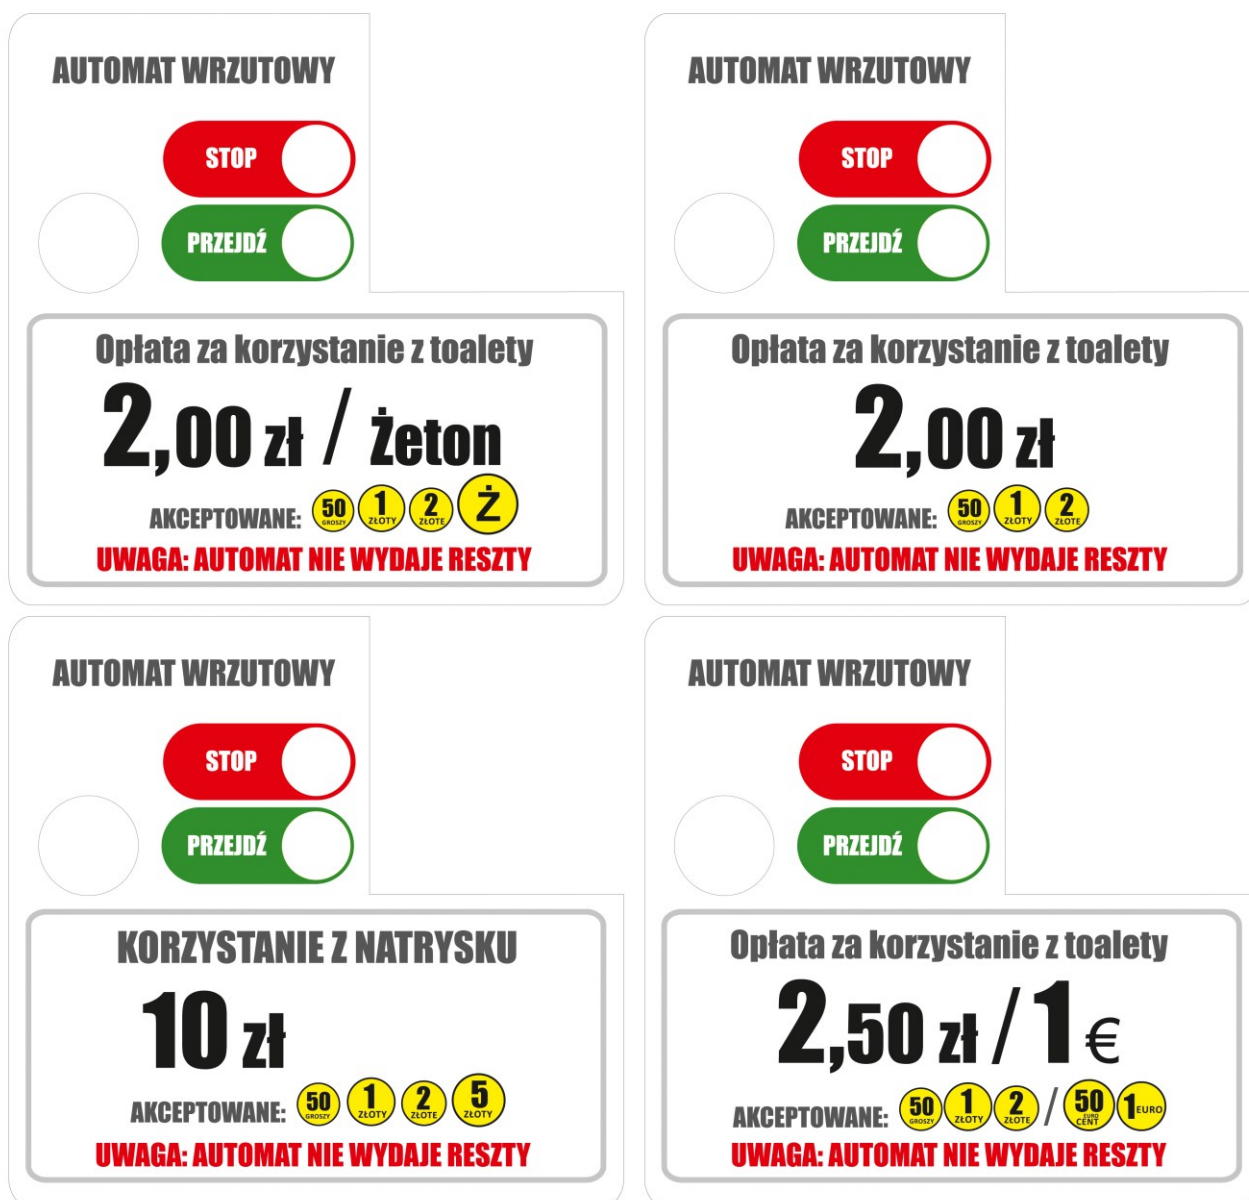 AUTOMAT WRZUTOWY
STOP
PRZEJDŹ
Opłata za korzystanie z toalety
2,00 zł / Żeton
AKCEPTOWANE: 50 GROSZY 1 ZŁOTY 2 ZŁOTE Ż
UWAGA: AUTOMAT NIE WYDAJE RESZTY
AUTOMAT WRZUTOWY
STOP
PRZEJDŹ
Opłata za korzystanie z toalety
2,00 zł
AKCEPTOWANE: 50 GROSZY 1 ZŁOTY 2 ZŁOTE
UWAGA: AUTOMAT NIE WYDAJE RESZTY
AUTOMAT WRZUTOWY
STOP
PRZEJDŹ
KORZYSTANIE Z NATRYSKU
10 zł
AKCEPTOWANE: 50 GROSZY 1 ZŁOTY 2 ZŁOTE 5 ZŁOTY
UWAGA: AUTOMAT NIE WYDAJE RESZTY
AUTOMAT WRZUTOWY
STOP
PRZEJDŹ
Opłata za korzystanie z toalety
2,50 zł / 1 €
AKCEPTOWANE: 50 GROSZY 1 ZŁOTY 2 ZŁOTE / 50 EURO CENT 1 EURO
UWAGA: AUTOMAT NIE WYDAJE RESZTY